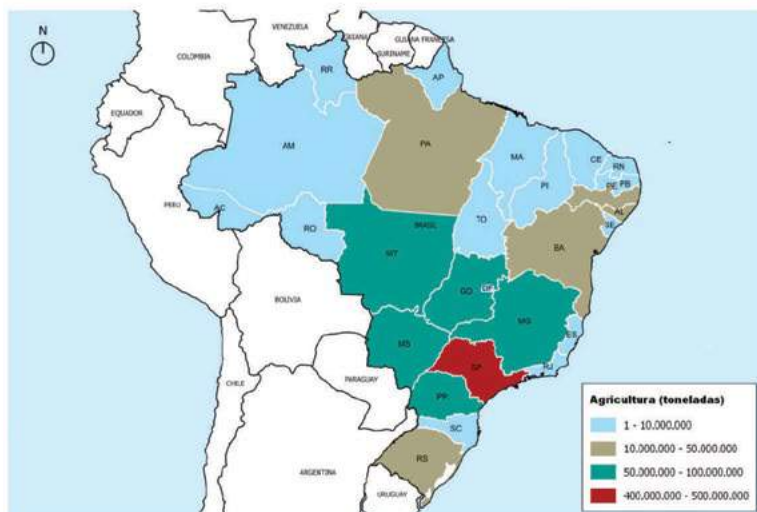 N
VENEZUELA
COLOMBIA
GUIANA FRANCESA
SURINAME
RR
AP
EQUADOR
AM
PA
MA
CE
RN
PB
PE
PI
AC
PERU
TO
AL
SE
RO
BRASIL
BA
MT
GO
DF
BOLIVIA
MG
ES
MS
SP
RJ
PARAGUAY
CHILE
PR
SC
RS
ARGENTINA
URUGUAY
Agricultura (toneladas)
1 - 10.000.000
10.000.000 - 50.000.000
50.000.000 - 100.000.000
400.000.000 - 500.000.000